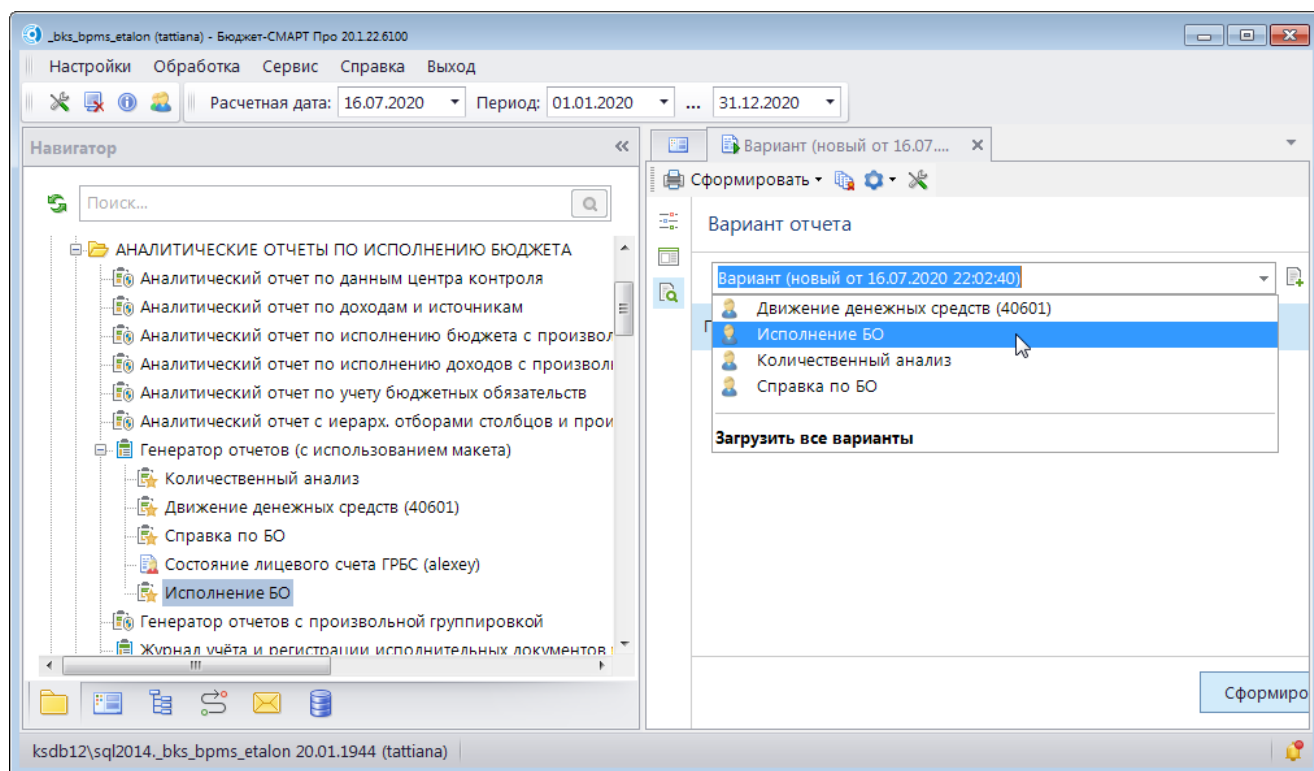 _bks_bpms_etalon (tattiana) - Бюджет-СМАРТ Про 20.1.22.6100
Настройки Обработка Сервис Справка Выход
Расчетная дата: 16.07.2020 Период: 01.01.2020 ... 31.12.2020
Навигатор
Поиск...
АНАЛИТИЧЕСКИЕ ОТЧЕТЫ ПО ИСПОЛНЕНИЮ БЮДЖЕТА
Аналитический отчет по данным центра контроля
Аналитический отчет по доходам и источникам
Аналитический отчет по исполнению бюджета с произвол
Аналитический отчет по исполнению доходов с произволь
Аналитический отчет по учету бюджетных обязательств
Аналитический отчет с иерарх. отборами столбцов и прои
Генератор отчетов (с использованием макета)
Количественный анализ
Движение денежных средств (40601)
Справка по БО
Состояние лицевого счета ГРБС (alexey)
Исполнение БО
Генератор отчетов с произвольной группировкой
Журнал учёта и регистрации исполнительных документов
Вариант (новый от 16.07....
Сформировать
Вариант отчета
Вариант (новый от 16.07.2020 22:02:40)
Движение денежных средств (40601)
Исполнение БО
Количественный анализ
Справка по БО
Загрузить все варианты
Сформиро
ksdb12\sql2014._bks_bpms_etalon 20.01.1944 (tattiana)